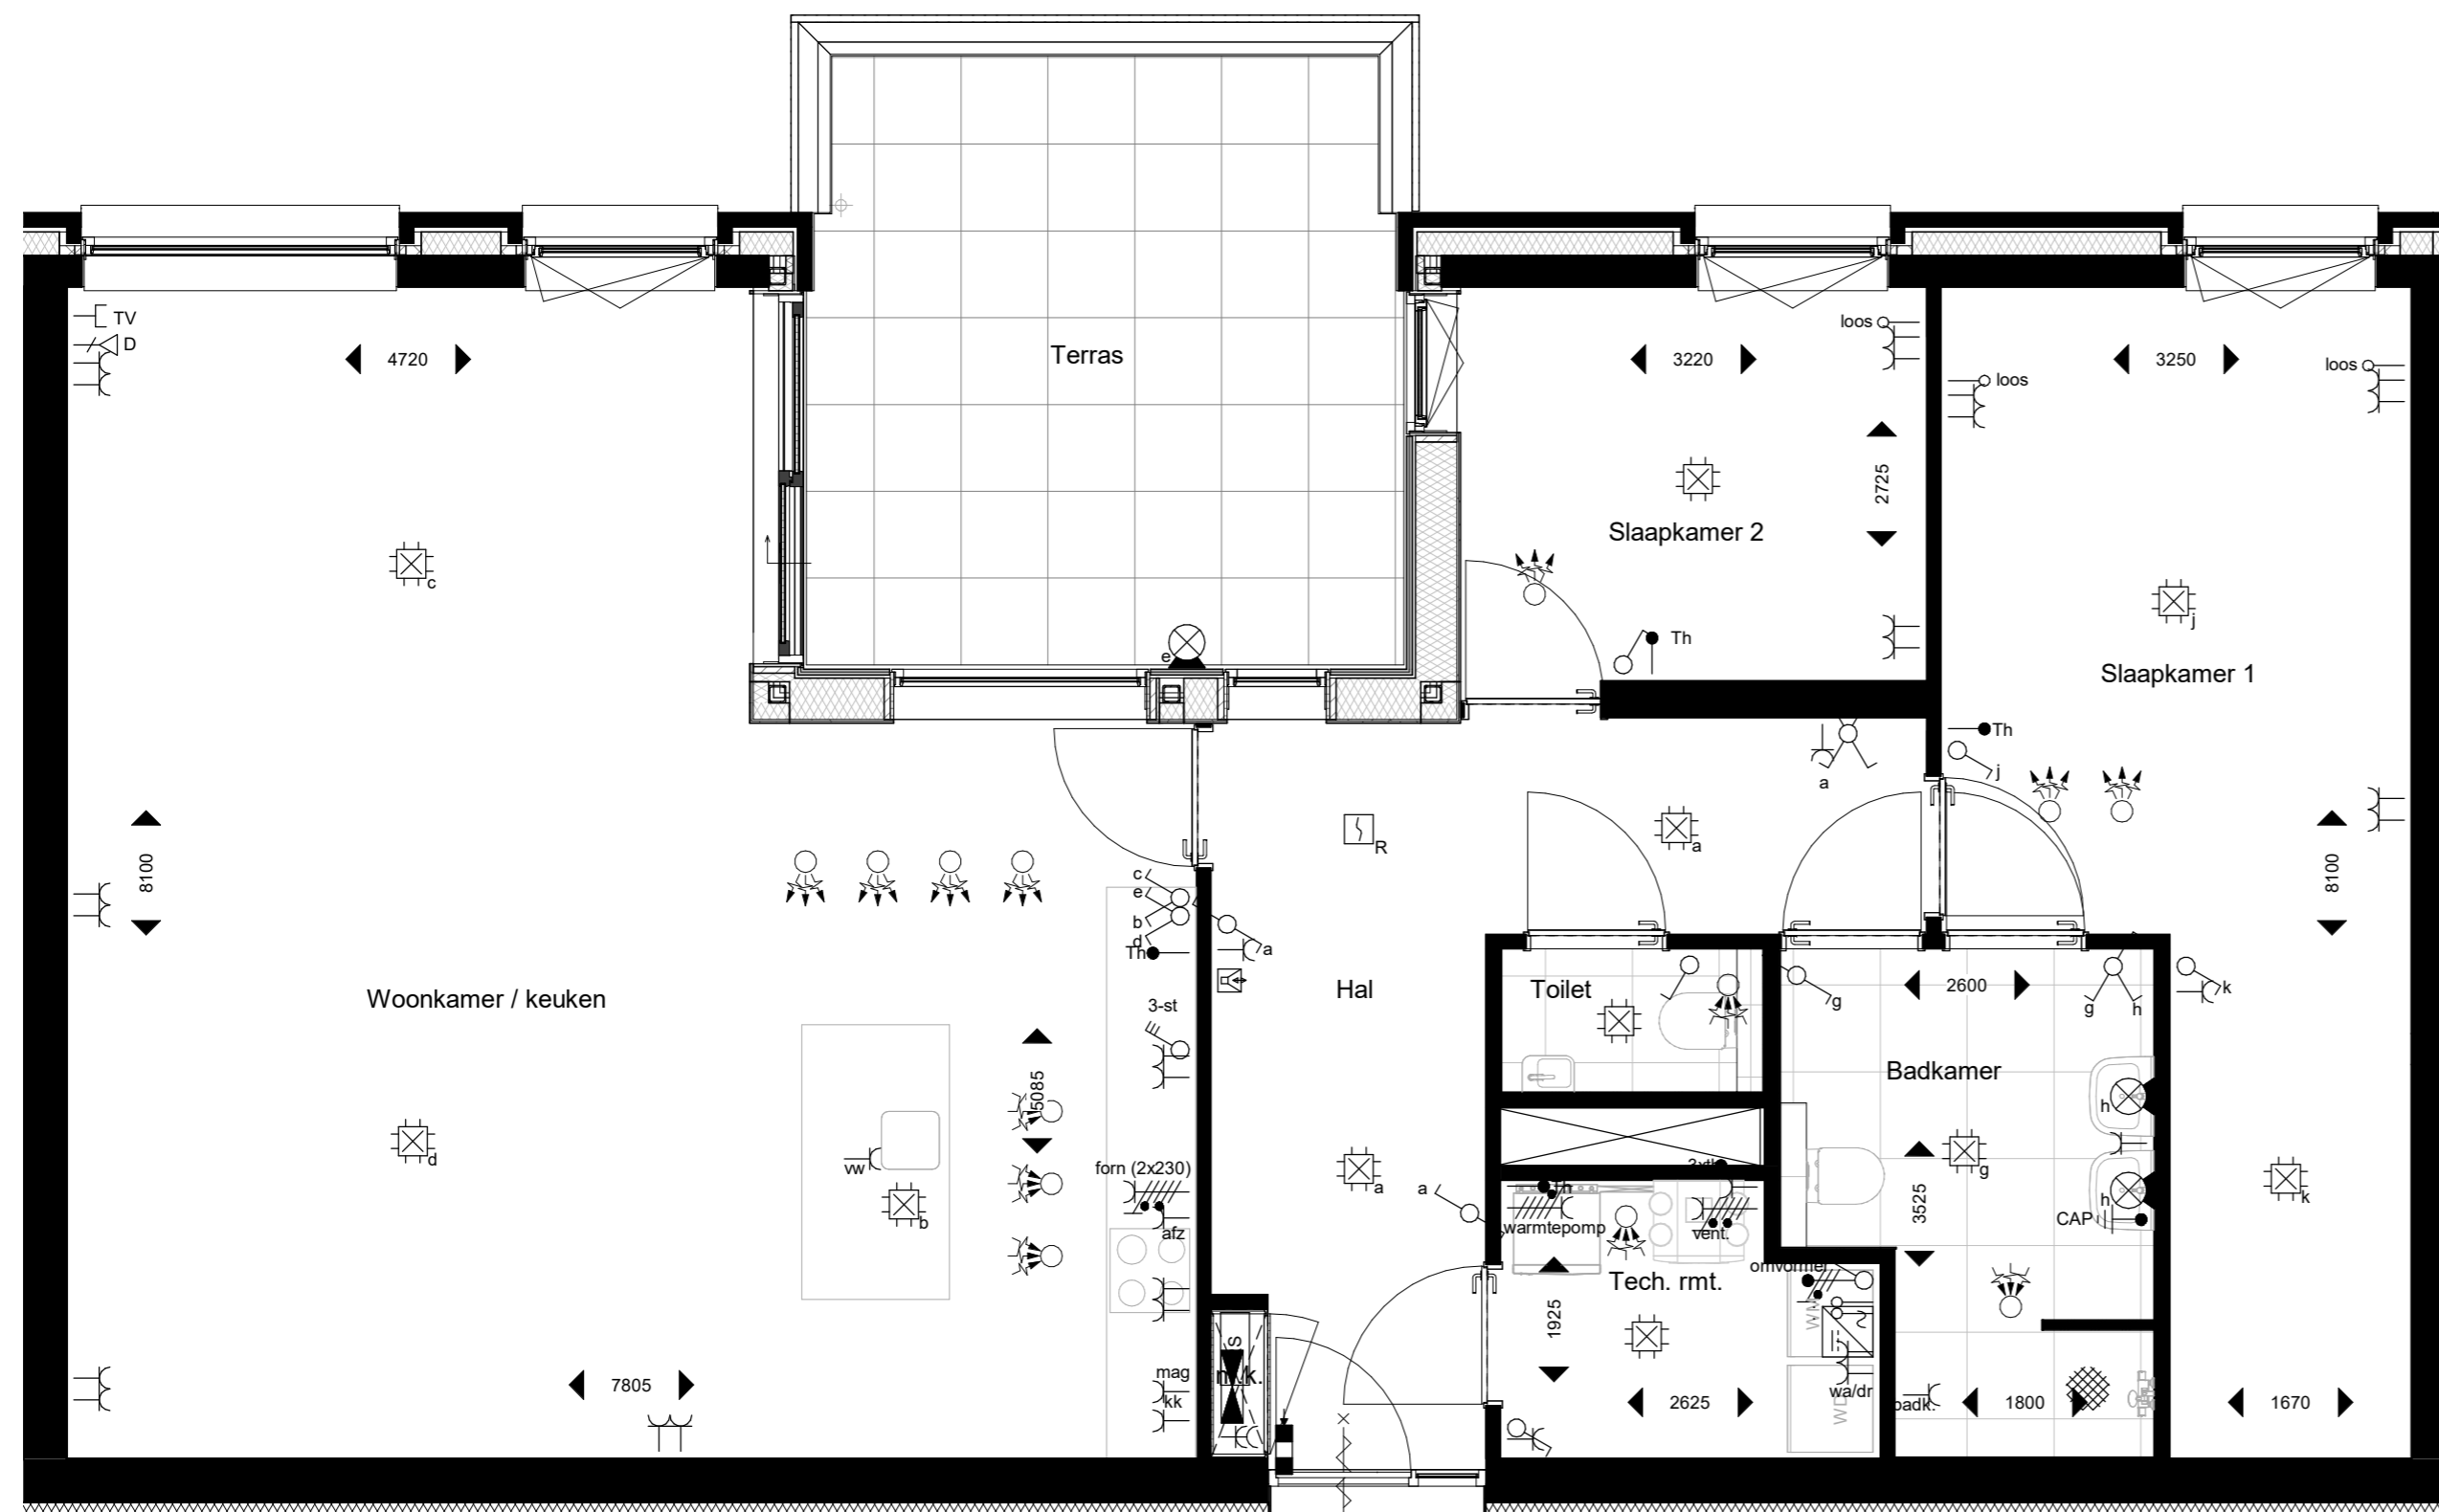 TV
D
4720
Terras
3220
loos
3250
loos
loos
2725
Slaapkamer 2
c
e
Th
j
Slaapkamer 1
Th
j
a
a
R
8100
8100
c
e
b
d
Th
a
Woonkamer / keuken
3-st
Hal
Toilet
g
2600
g
h
k
5085
Badkamer
h
d
vw
b
forn (2x230)
afz
a
a
warmtepomp
vent.
g
3525
h
CAP
k
omvormer
Tech. rmt.
1925
WM
m.k.
mag
kk
7805
2625
wa/dr
WD
badk.
1800
1670